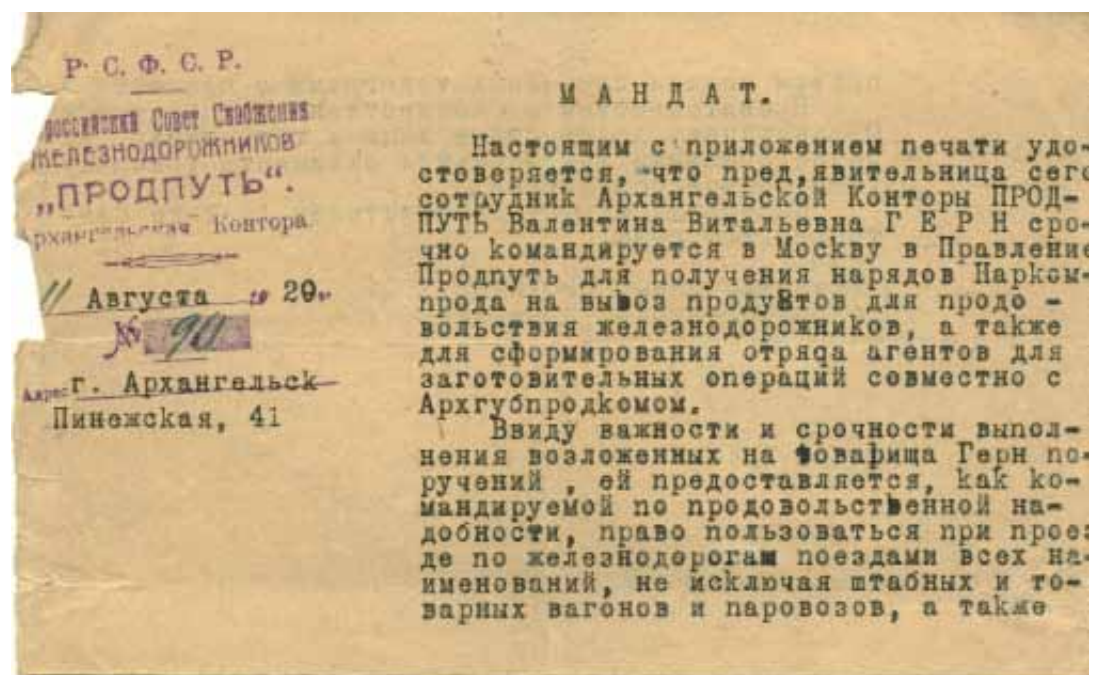 Р. С. Ф. С. Р.
российский Совет Снабжения
ЖЕЛЕЗНОДОРОЖНИКОВ
„ПРОДПУТЬ“.
рхангельская Контора
11 Августа 20
№ 90
Адрес г. Архангельск
Пинежская, 41
МАНДАТ.
Настоящим с приложением печати удо-
стоверяется, что пред,явительница сего
сотрудник Архангельской Конторы ПРОД-
ПУТЬ Валентина Витальевна Г Е Р Н сро-
чно командируется в Москву в Правление
Продпуть для получения нарядов Нарком-
прода на вывоз продуктов для продо -
вольствия железнодорожников, а также
для сформирования отряда агентов для
заготовительных операций совместно с
Архгубпродкомом.
Ввиду важности и срочности выпол-
нения возложенных на товарища Герн по-
ручений , ей предоставляется, как ко-
мандируемой по продовольственной на-
добности, право пользоваться при проез
де по железнодорогам поездами всех на-
именований, не исключая штабных и то-
варных вагонов и паровозов, а также